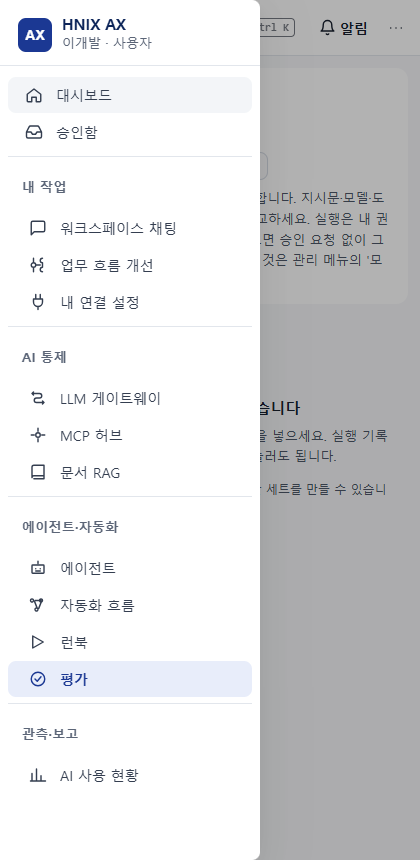 AX
HNIX AX
이개발 · 사용자
대시보드
승인함
내 작업
워크스페이스 채팅
업무 흐름 개선
내 연결 설정
AI 통제
LLM 게이트웨이
MCP 허브
문서 RAG
에이전트·자동화
에이전트
자동화 흐름
런북
평가
관측·보고
AI 사용 현황
trl K
알림
합니다. 지시문·모델·도
고하세요. 실행은 내 권
면 승인 요청 없이 그
것은 관리 메뉴의 '모
습니다
을 넣으세요. 실행 기록
눌러도 됩니다.
세트를 만들 수 있습니